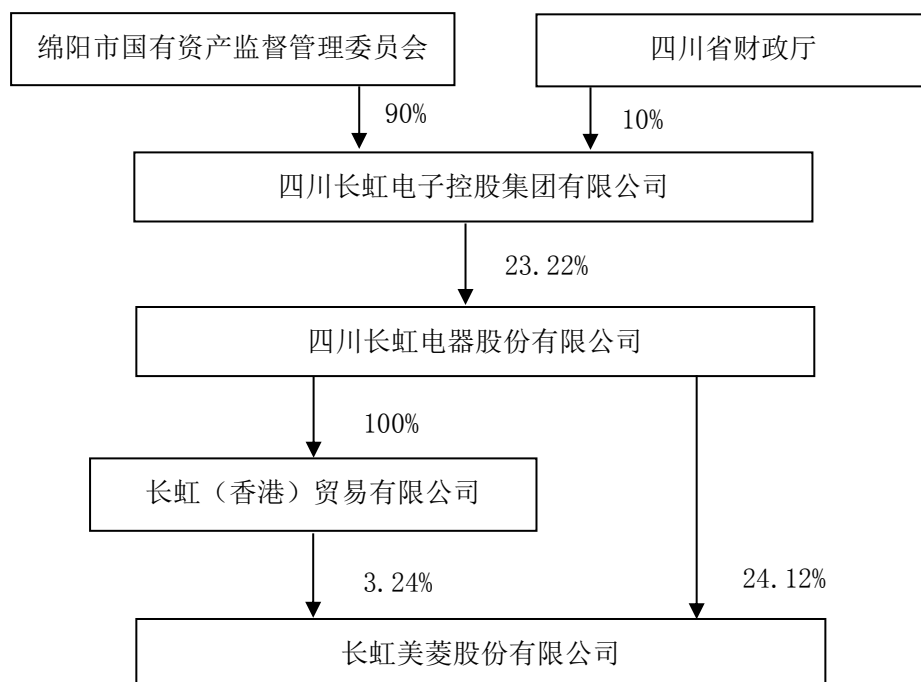 绵阳市国有资产监督管理委员会
四川省财政厅
90%
10%
四川长虹电子控股集团有限公司
23.22%
四川长虹电器股份有限公司
100%
长虹（香港）贸易有限公司
3.24%
24.12%
长虹美菱股份有限公司